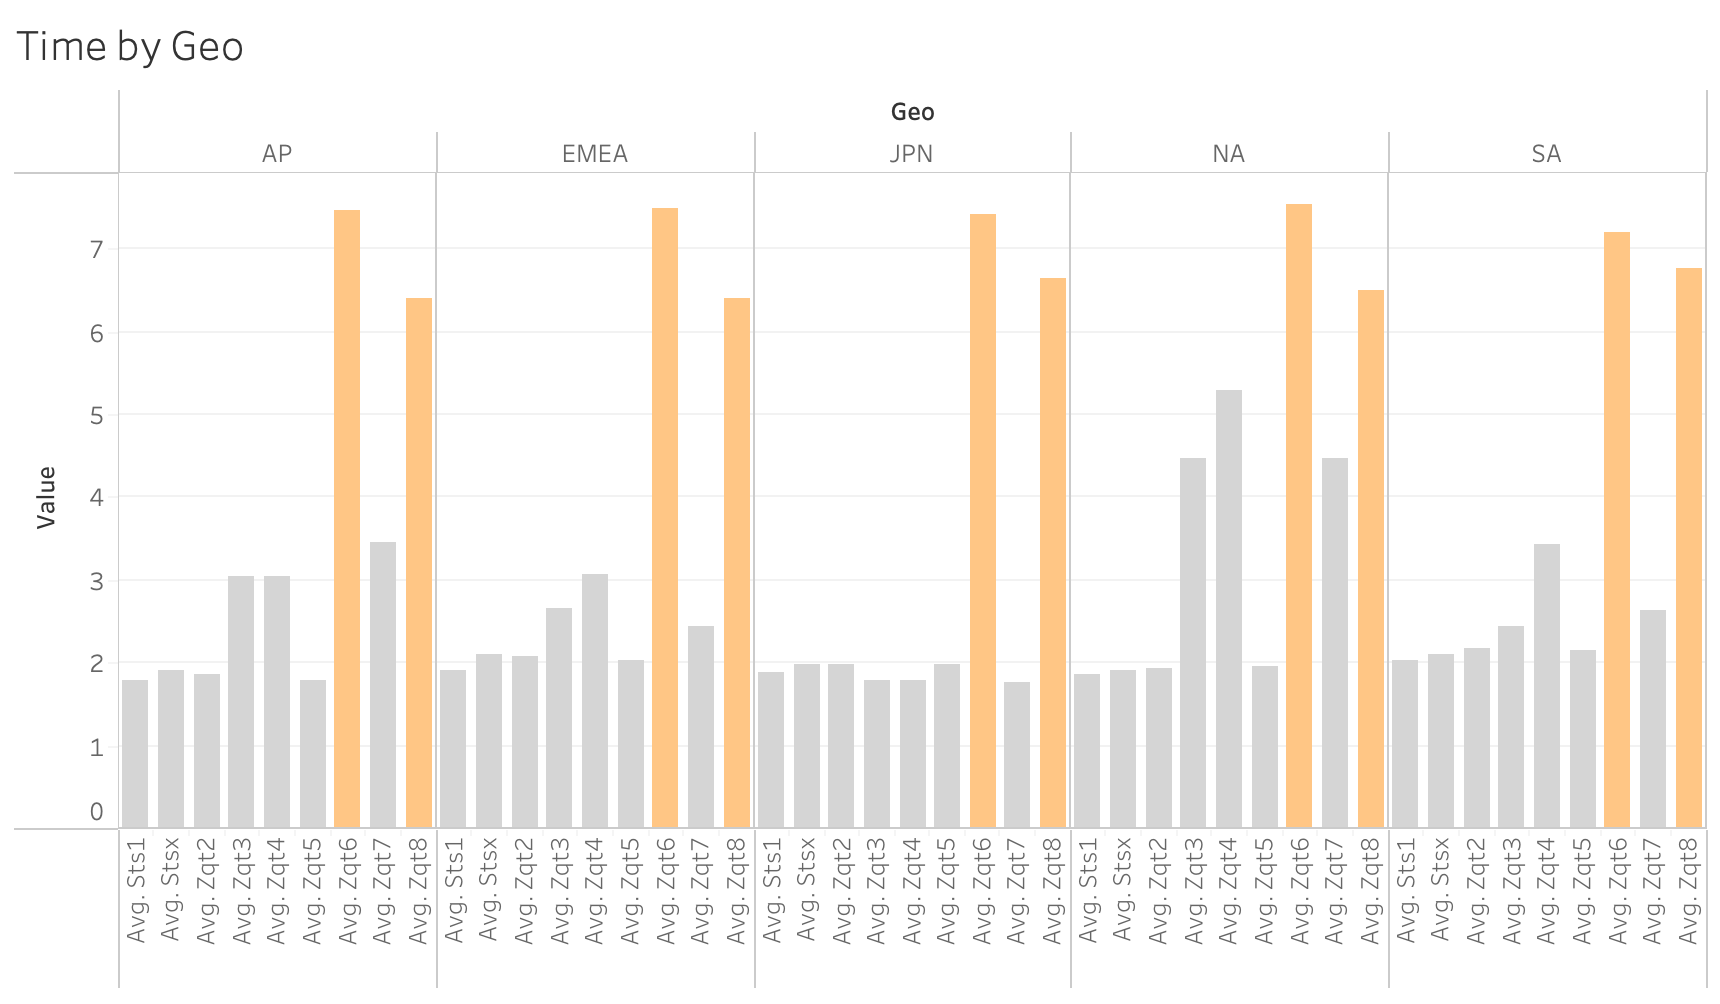 Time by Geo
Geo
AP EMEA JPN NA SA
Value
7
6
5
4
3
2
1
0
Avg. Sts1 Avg. Stsx Avg. Zqt2 Avg. Zqt3 Avg. Zqt4 Avg. Zqt5 Avg. Zqt6 Avg. Zqt7 Avg. Zqt8 Avg. Sts1 Avg. Stsx Avg. Zqt2 Avg. Zqt3 Avg. Zqt4 Avg. Zqt5 Avg. Zqt6 Avg. Zqt7 Avg. Zqt8 Avg. Sts1 Avg. Stsx Avg. Zqt2 Avg. Zqt3 Avg. Zqt4 Avg. Zqt5 Avg. Zqt6 Avg. Zqt7 Avg. Zqt8 Avg. Sts1 Avg. Stsx Avg. Zqt2 Avg. Zqt3 Avg. Zqt4 Avg. Zqt5 Avg. Zqt6 Avg. Zqt7 Avg. Zqt8 Avg. Sts1 Avg. Stsx Avg. Zqt2 Avg. Zqt3 Avg. Zqt4 Avg. Zqt5 Avg. Zqt6 Avg. Zqt7 Avg. Zqt8